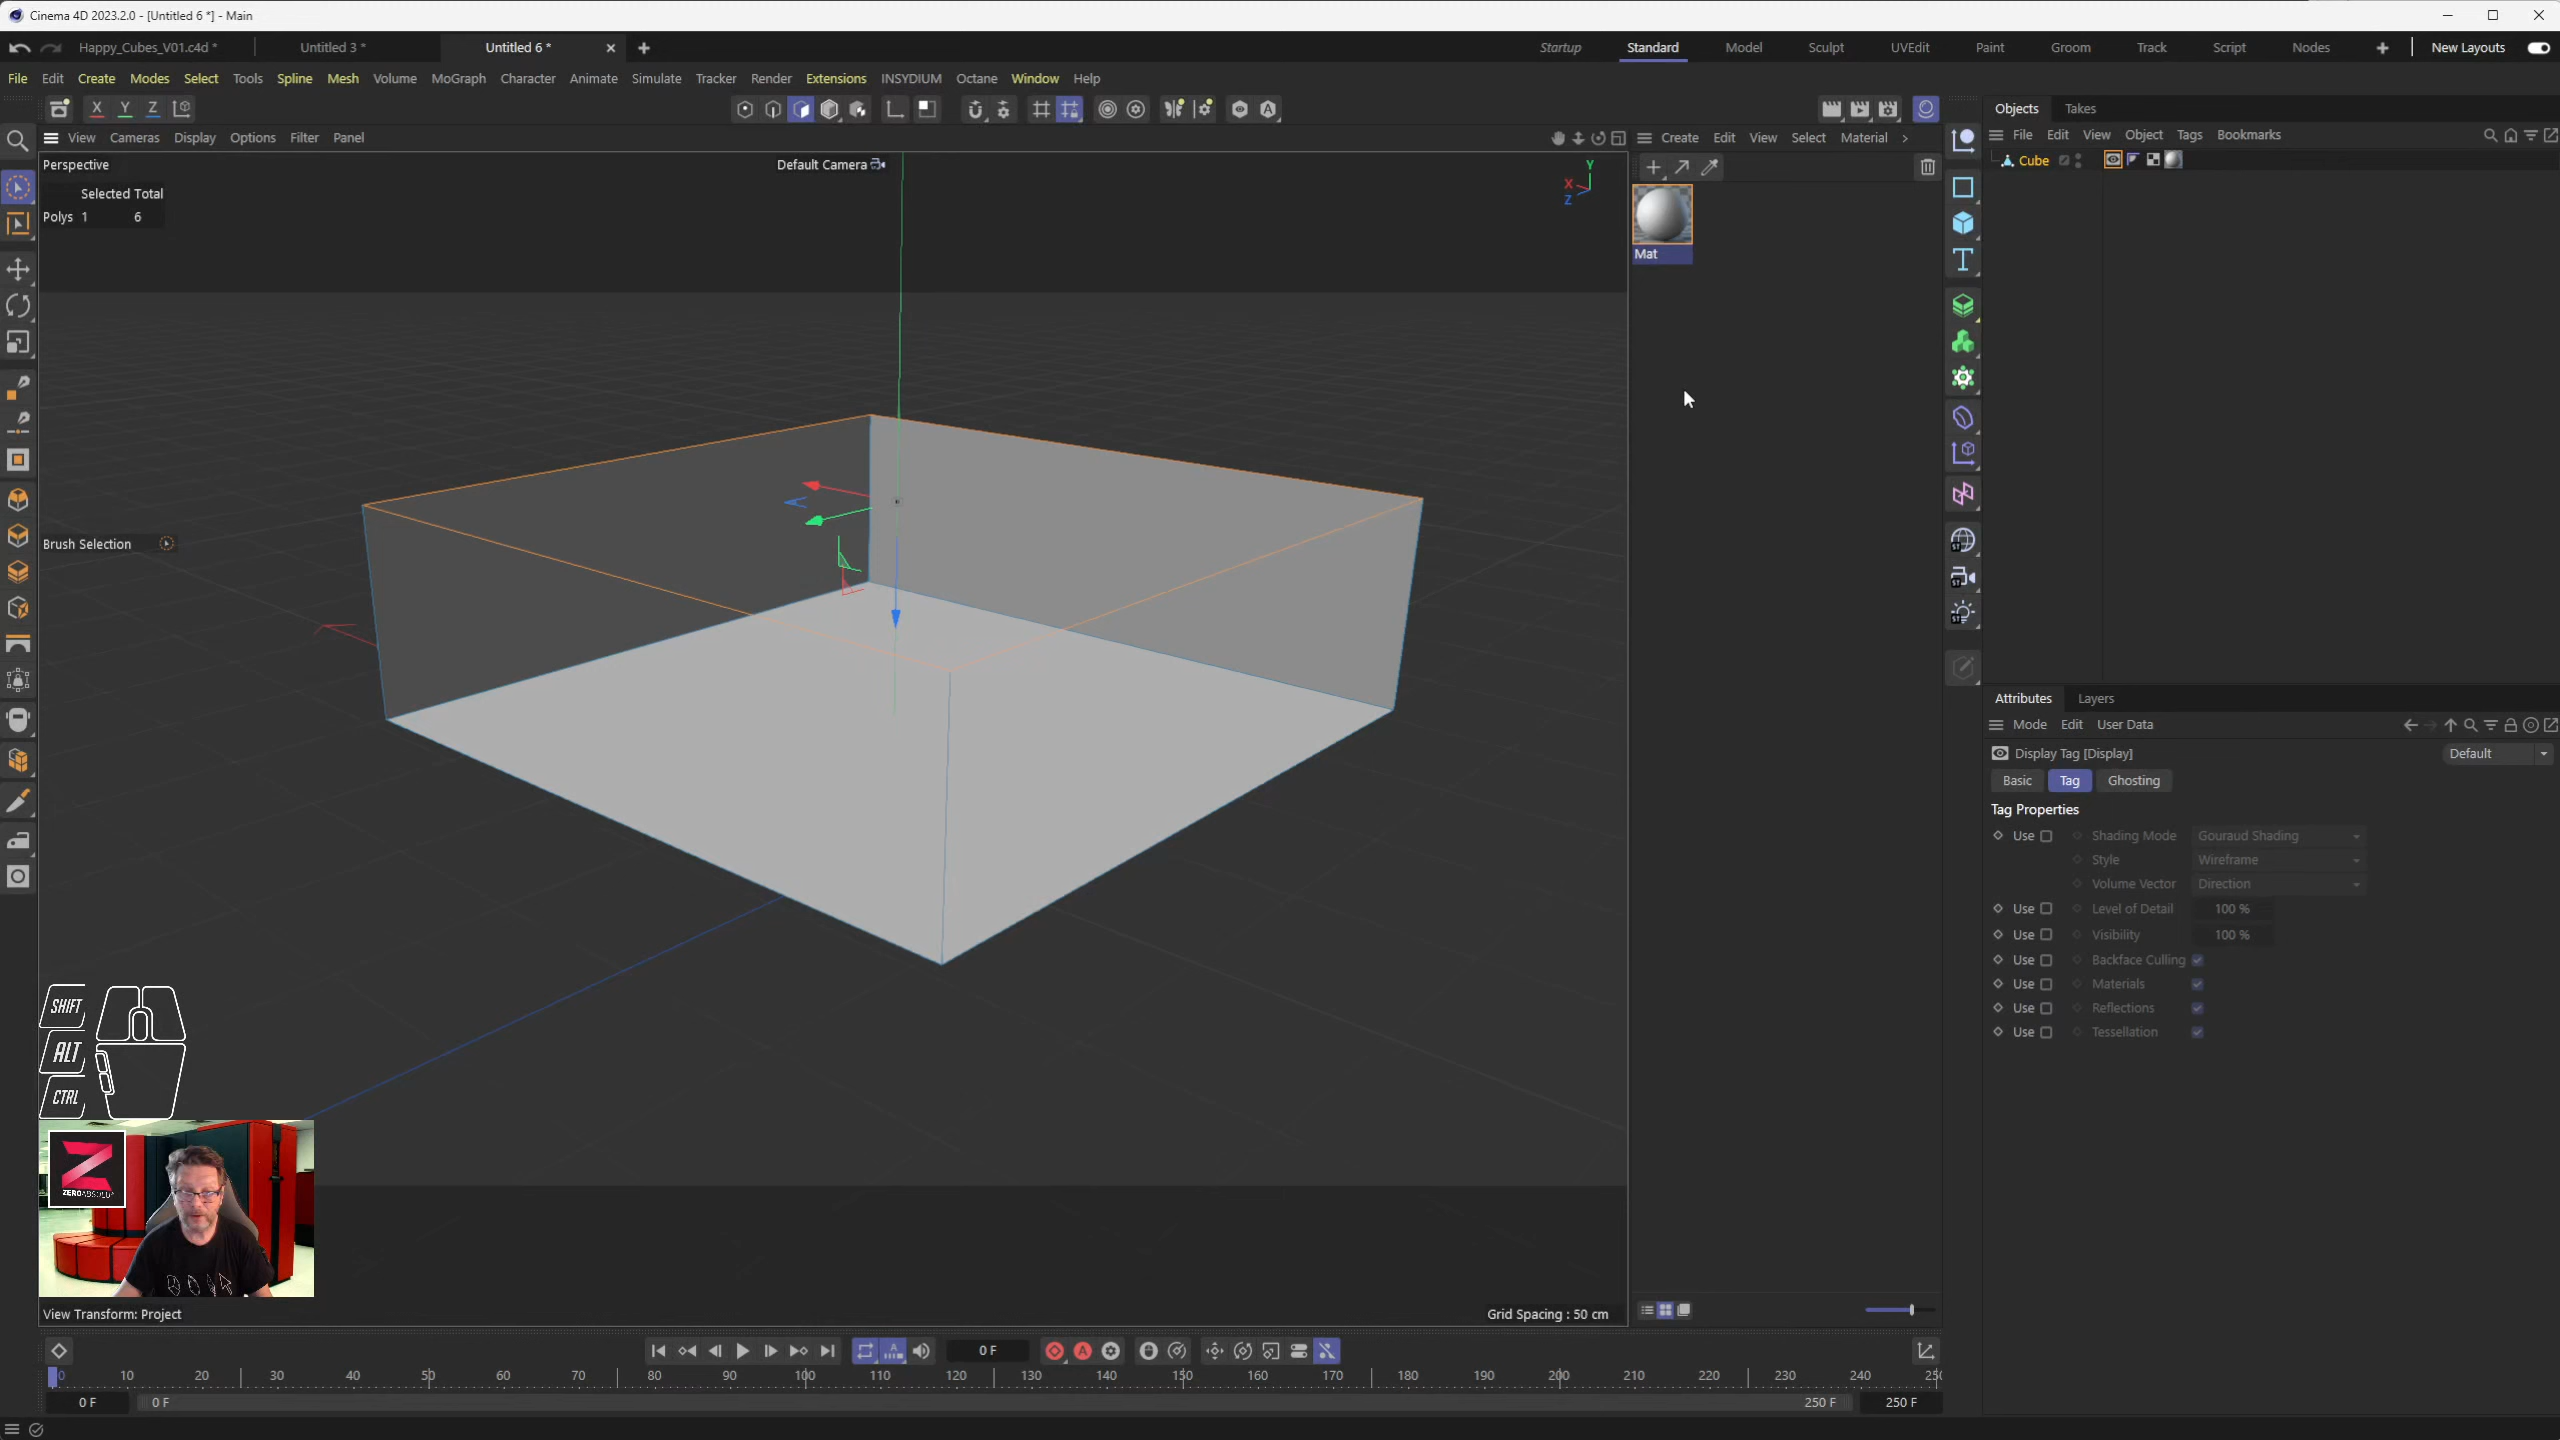 Cinema 4D 2023.2.0 - [Untitled 6 *] - Main
Happy_Cubes_V01.c4d * Untitled 3 * Untitled 6 * Startup Standard Model Sculpt UVEdit Paint Groom Track Script Nodes New Layouts
File Edit Create Modes Select Tools Spline Mesh Volume MoGraph Character Animate Simulate Tracker Render Extensions INSYDIUM Octane Window Help
X Y Z
View Cameras Display Options Filter Panel
Perspective Default Camera
Selected Total
Polys 1 6
Y
X
Z
Brush Selection
Create Edit View Select Material
Mat
Objects Takes
File Edit View Object Tags Bookmarks
Cube
Attributes Layers
Mode Edit User Data
Display Tag [Display] Default
Basic Tag Ghosting
Tag Properties
Use Shading Mode Gouraud Shading
Style Wireframe
Volume Vector Direction
Use Level of Detail 100 %
Use Visibility 100 %
Use Backface Culling
Use Materials
Use Reflections
Use Tessellation
SHIFT
ALT
CTRL
View Transform: Project Grid Spacing : 50 cm
0 F
0 10 20 30 40 50 60 70 80 90 100 110 120 130 140 150 160 170 180 190 200 210 220 230 240
0 F 0 F 250 F 250 F